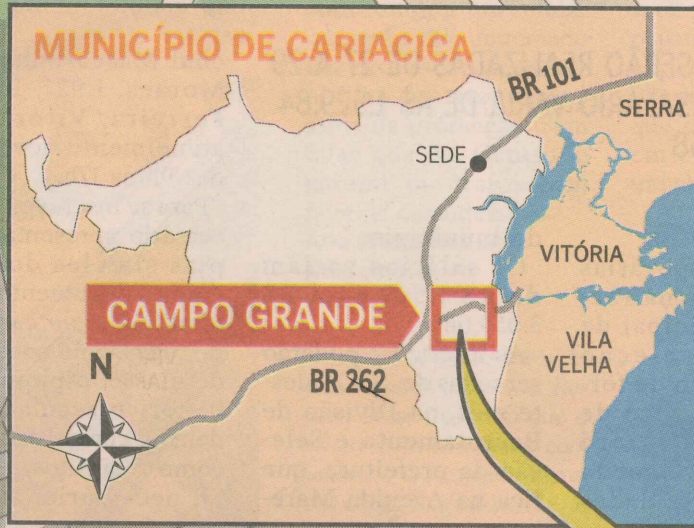 MUNICÍPIO DE CARIACICA
BR 101
SERRA
SEDE
VITÓRIA
CAMPO GRANDE
VILA
VELHA
N
BR 262